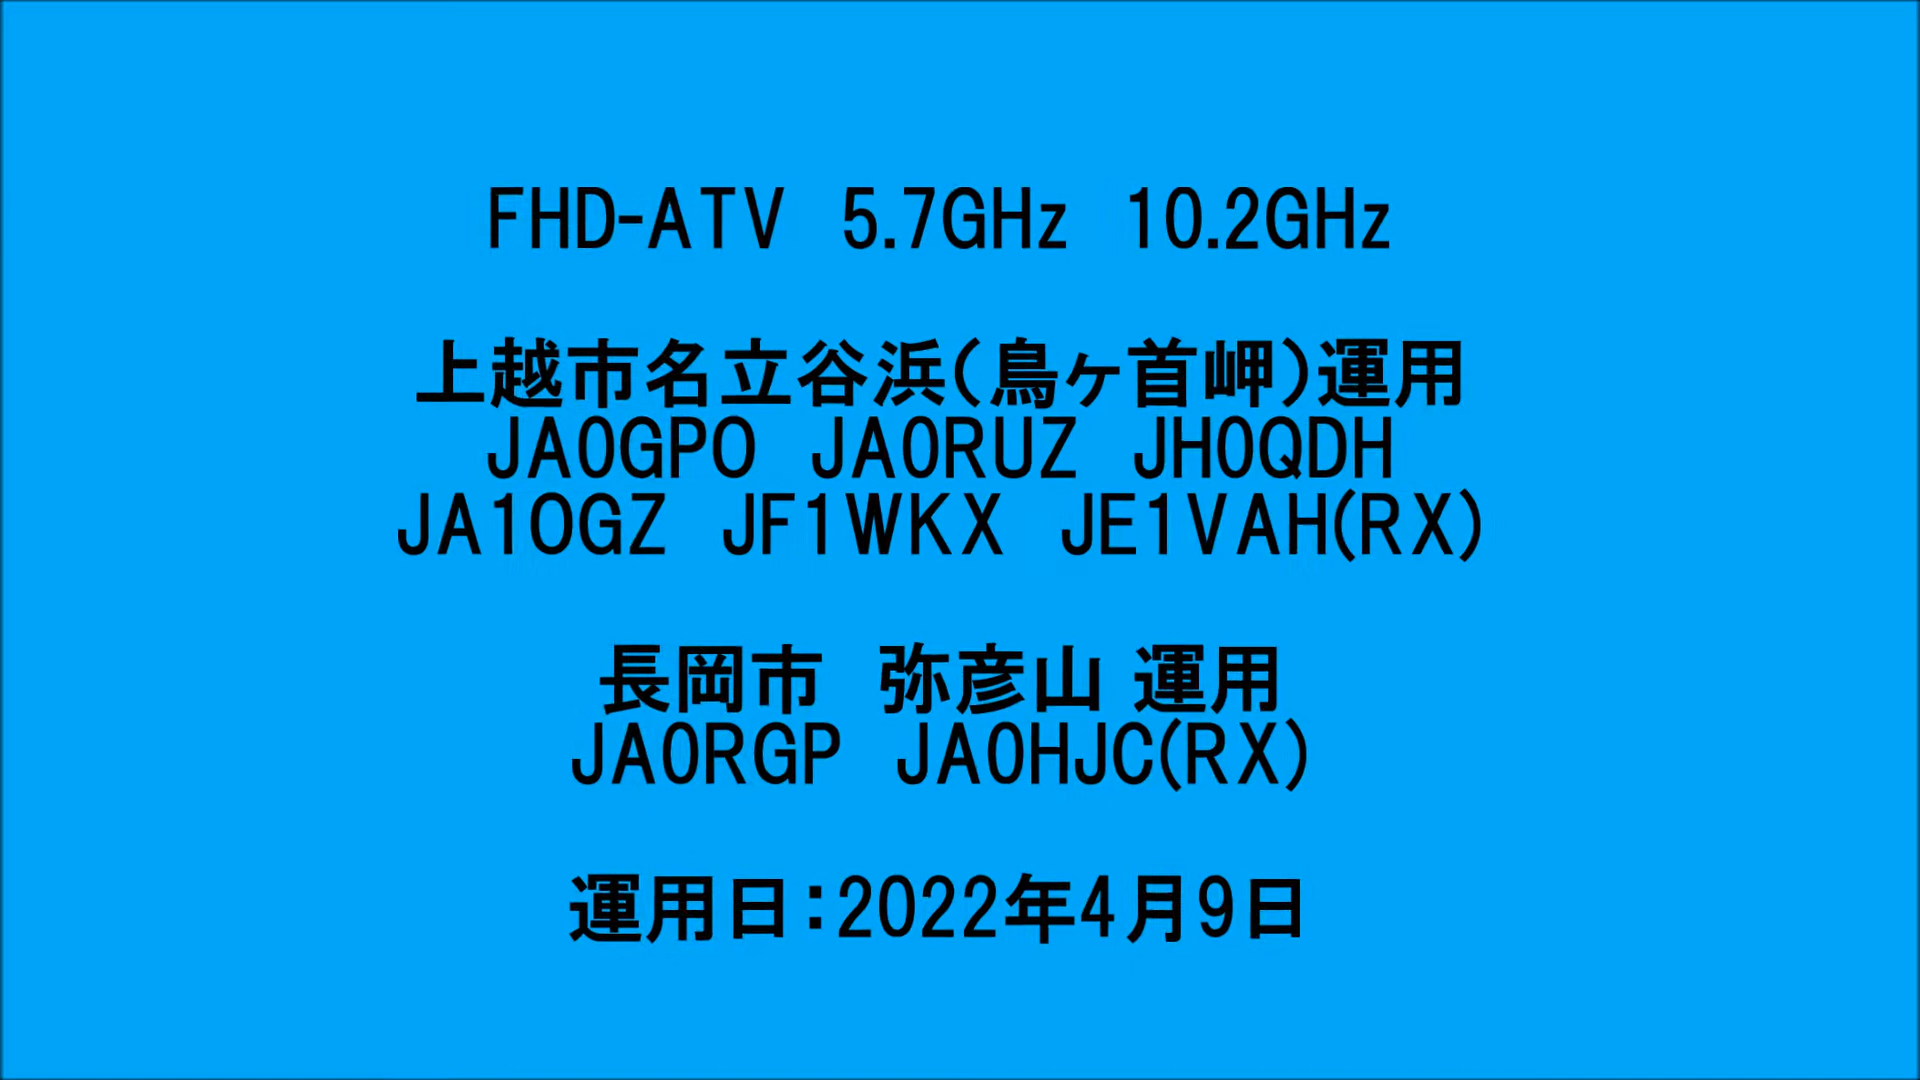 FHD-ATV　5.7GHz　10.2GHz
上越市名立谷浜（鳥ヶ首岬）運用
JA0GPO　JA0RUZ　JH0QDH
JA1OGZ　JF1WKX　JE1VAH(RX)
長岡市　弥彦山 運用
JA0RGP　JA0HJC(RX)
運用日：2022年4月9日